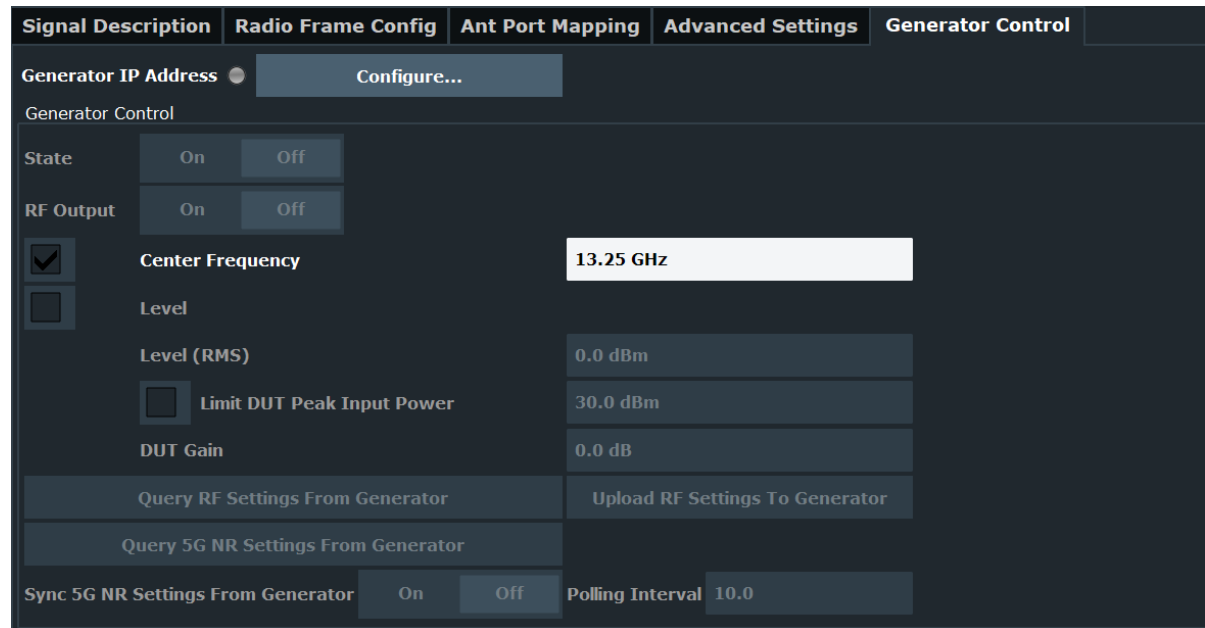 Signal Description Radio Frame Config Ant Port Mapping Advanced Settings Generator Control
Generator IP Address Configure...
Generator Control
State On Off
RF Output On Off
Center Frequency 13.25 GHz
Level
Level (RMS) 0.0 dBm
Limit DUT Peak Input Power 30.0 dBm
DUT Gain 0.0 dB
Query RF Settings From Generator Upload RF Settings To Generator
Query 5G NR Settings From Generator
Sync 5G NR Settings From Generator On Off Polling Interval 10.0